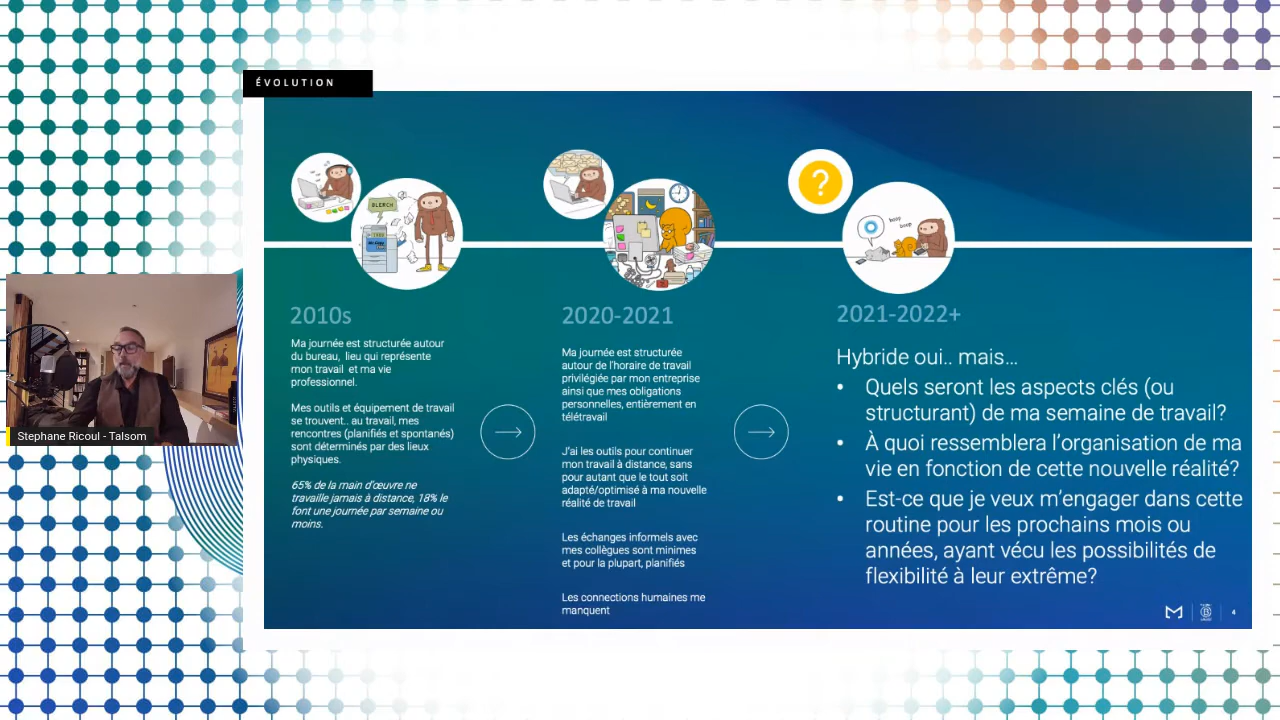 ÉVOLUTION
BLEHCH
beep
boop
2010s
Ma journée est structurée autour
du bureau, lieu qui représente
mon travail et ma vie
professionnel.
Mes outils et équipement de travail
se trouvent.. au travail, mes
rencontres (planifiés et spontanés)
sont déterminés par des lieux
physiques.
65% de la main d'œuvre ne
travaille jamais à distance, 18% le
font une journée par semaine ou
moins.
2020-2021
Ma journée est structurée
autour de l'horaire de travail
privilégiée par mon entreprise
ainsi que mes obligations
personnelles, entièrement en
télétravail
J'ai les outils pour continuer
mon travail à distance, sans
pour autant que le tout soit
adapté/optimisé à ma nouvelle
réalité de travail
Les échanges informels avec
mes collègues sont minimes
et pour la plupart, planifiés
Les connections humaines me
manquent
2021-2022+
Hybride oui.. mais...
• Quels seront les aspects clés (ou
structurant) de ma semaine de travail?
• À quoi ressemblera l'organisation de ma
vie en fonction de cette nouvelle réalité?
• Est-ce que je veux m'engager dans cette
routine pour les prochains mois ou
années, ayant vécu les possibilités de
flexibilité à leur extrême?
4
Stephane Ricoul - Talsom